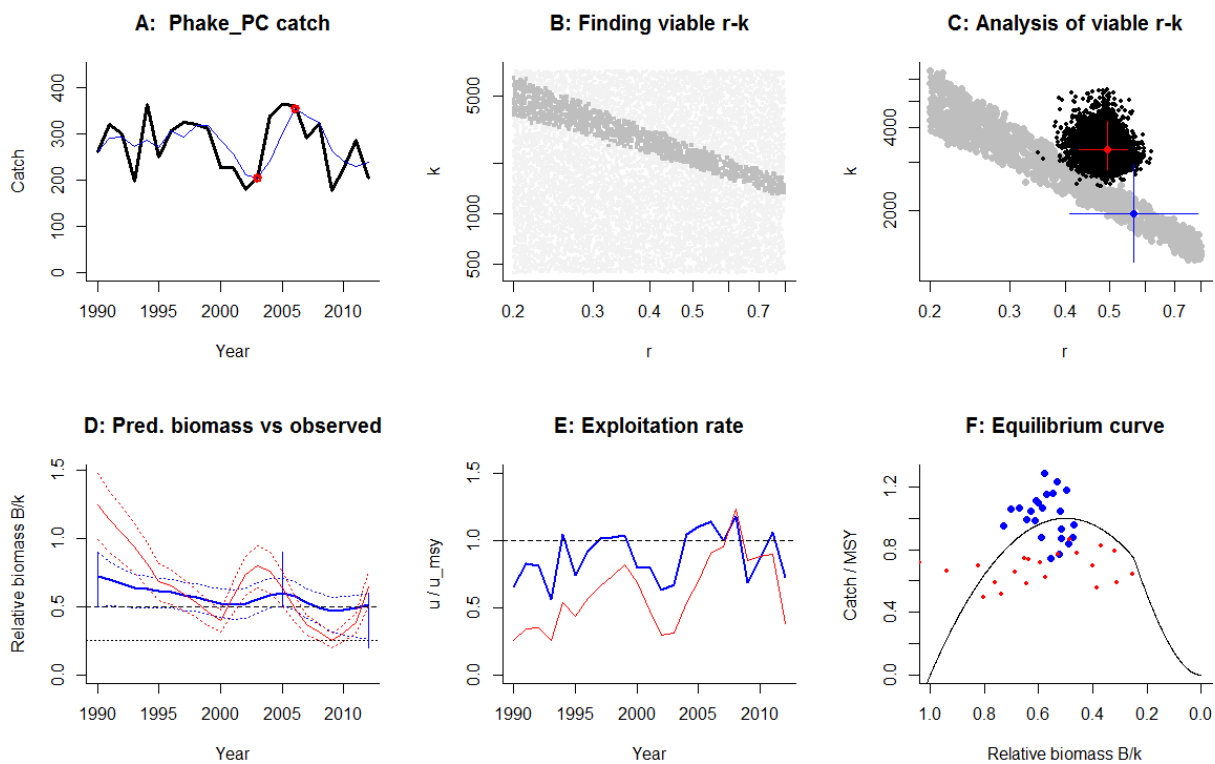 A:  Phake_PC catch
Catch
400
300
200
100
0
1990 1995 2000 2005 2010
Year
B: Finding viable r-k
k
5000
1000
500
0.2 0.3 0.4 0.5 0.7
r
C: Analysis of viable r-k
k
4000
2000
0.2 0.3 0.4 0.5 0.7
r
D: Pred. biomass vs observed
Relative biomass B/k
1.5
1.0
0.5
0.0
1990 1995 2000 2005 2010
Year
E: Exploitation rate
u / u_msy
1.5
1.0
0.5
0.0
1990 1995 2000 2005 2010
Year
F: Equilibrium curve
Catch / MSY
1.2
0.8
0.4
0.0
1.0 0.8 0.6 0.4 0.2 0.0
Relative biomass B/k